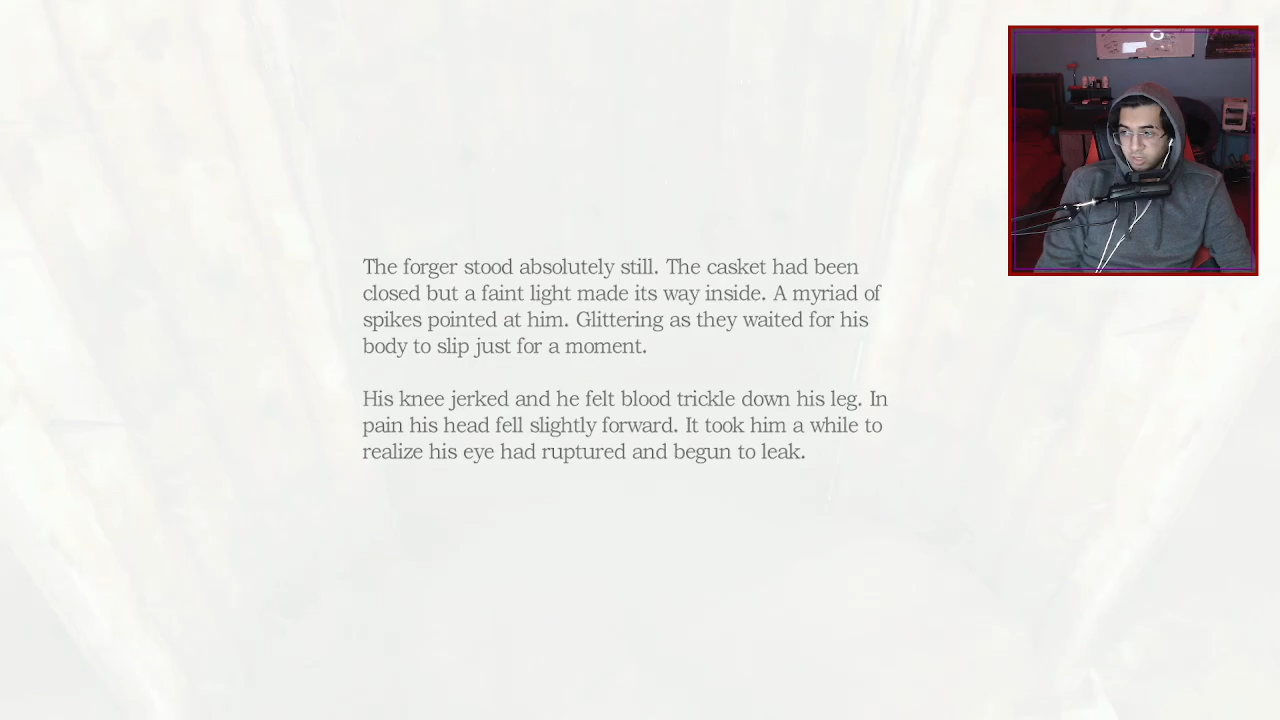 The forger stood absolutely still. The casket had been
closed but a faint light made its way inside. A myriad of
spikes pointed at him. Glittering as they waited for his
body to slip just for a moment.
His knee jerked and he felt blood trickle down his leg. In
pain his head fell slightly forward. It took him a while to
realize his eye had ruptured and begun to leak.